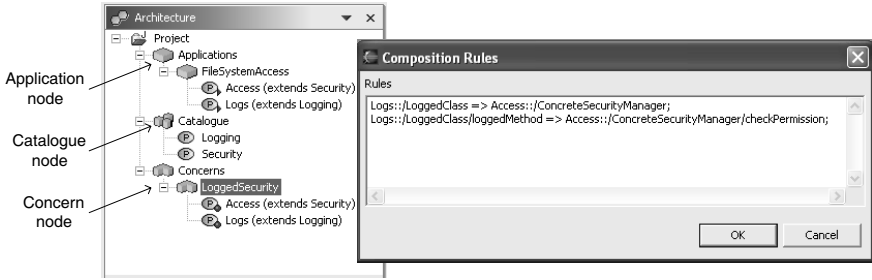 Architecture
Project
Applications
FileSystemAccess
Access (extends Security)
Logs (extends Logging)
Catalogue
Logging
Security
Concerns
LoggedSecurity
Access (extends Security)
Logs (extends Logging)
Application
node
Catalogue
node
Concern
node
Composition Rules
Rules
Logs::/LoggedClass => Access::/ConcreteSecurityManager;
Logs::/LoggedClass/loggedMethod => Access::/ConcreteSecurityManager/checkPermission;
OK
Cancel